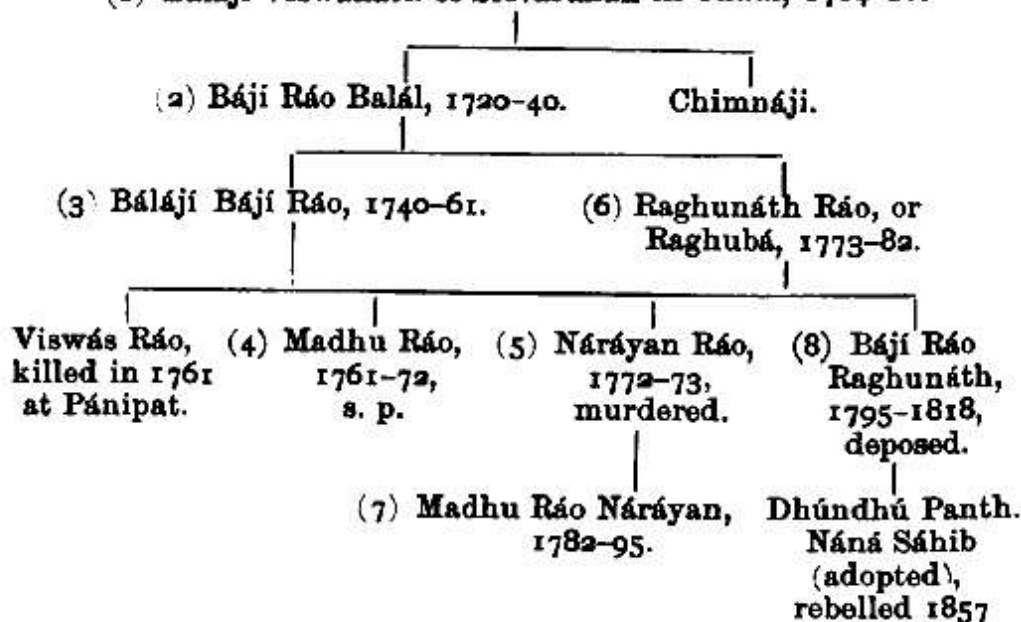 (2) Bájí Ráo Balál, 1720-40. Chimnáji.
(3) Bálájí Bájí Ráo, 1740-61. (6) Raghunáth Ráo, or
Raghubá, 1773-82.
Viswás Ráo, (4) Madhu Ráo, (5) Náráyan Ráo, (8) Bájí Ráo
killed in 1761 1761-72, 1772-73, Raghunáth,
at Pánipat. s. p. murdered. 1795-1818,
deposed.
(7) Madhu Ráo Náráyan, Dhúndhú Panth.
1782-95. Náná Sáhib
(adopted),
rebelled 1857